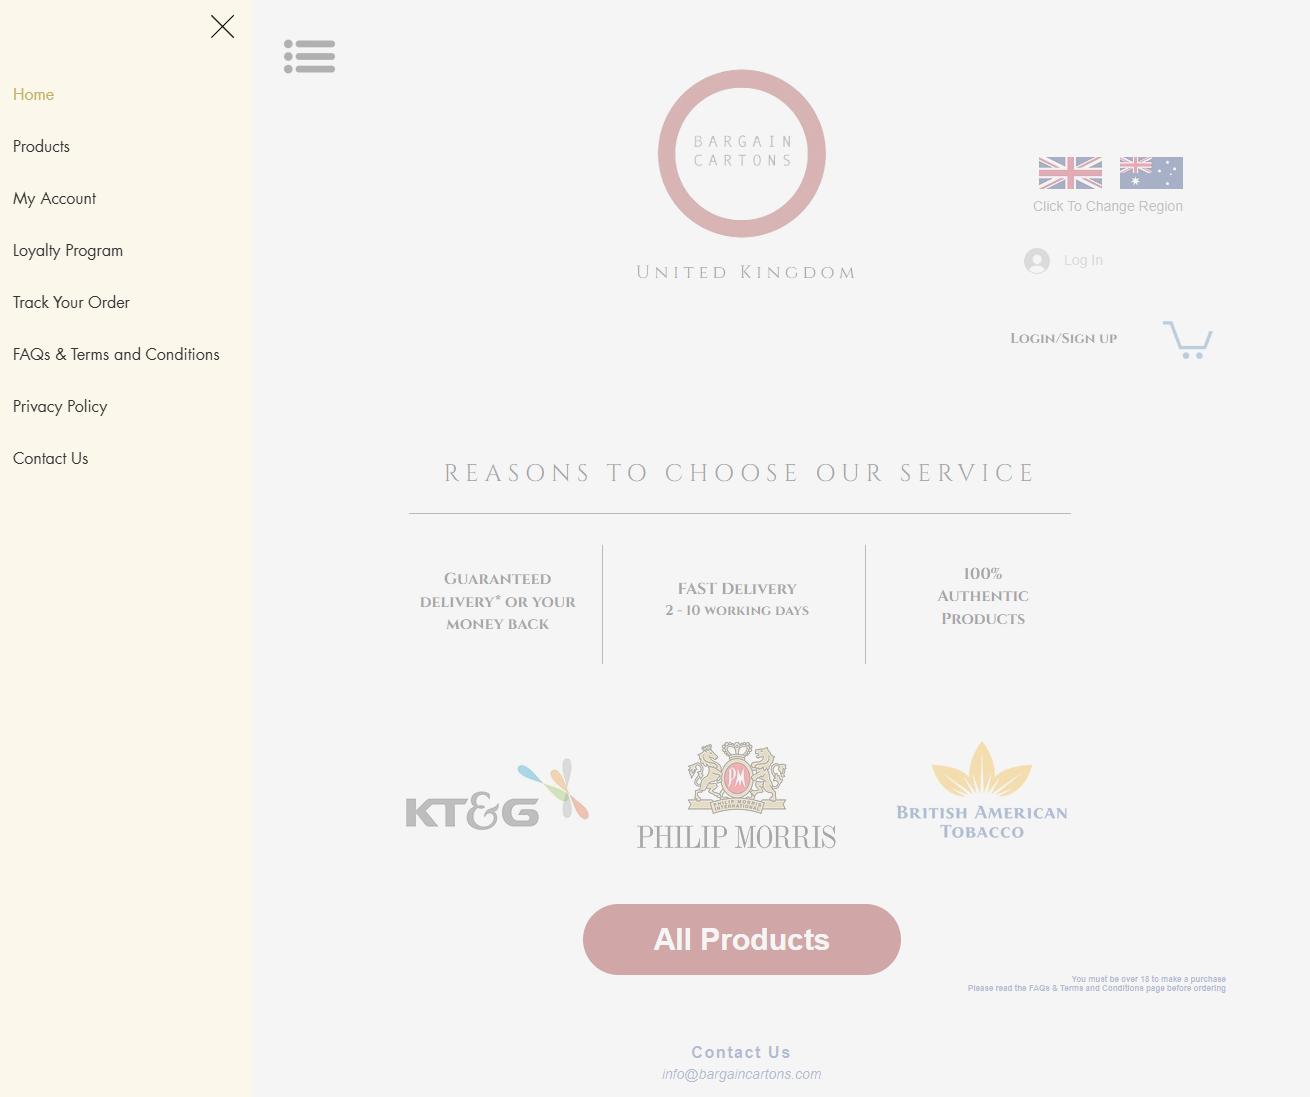 Home
Products
My Account
Loyalty Program
Track Your Order
FAQs & Terms and Conditions
Privacy Policy
Contact Us
BARGAIN
CARTONS
United Kingdom
Click To Change Region
Log In
Login/Sign up
REASONS TO CHOOSE OUR SERVICE
Guaranteed
delivery* or your
money back
FAST Delivery
2 - 10 working days
100%
Authentic
Products
KT&G
PM
PHILIP MORRIS
INTERNATIONAL
PHILIP MORRIS
British American
Tobacco
All Products
You must be over 18 to make a purchase
Please read the FAQs & Terms and Conditions page before ordering
Contact Us
info@bargaincartons.com